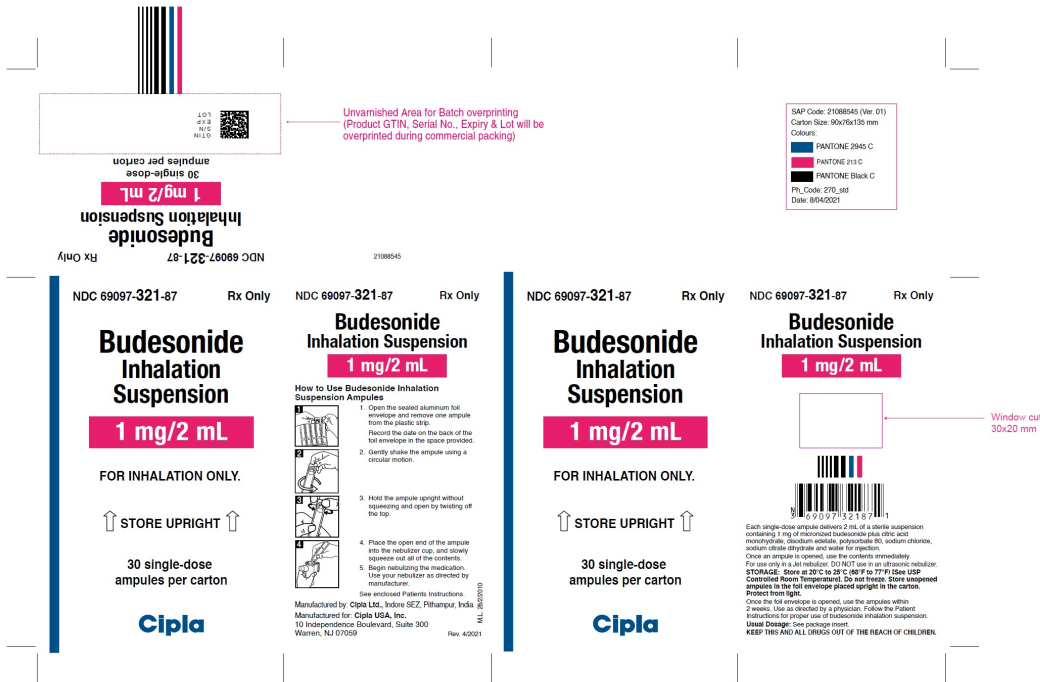 GTIN
S/N
EXP
LOT
30 single-dose
ampules per carton
1 mg/2 mL
Budesonide
Inhalation Suspension
NDC 69097-321-87 Rx Only
Unvarnished Area for Batch overprinting
(Product GTIN, Serial No., Expiry & Lot will be
overprinted during commercial packing)
SAP Code: 21088545 (Ver. 01)
Carton Size: 90x76x135 mm
Colours:
PANTONE 2945 C
PANTONE 213 C
PANTONE Black C
Ph_Code: 270_std
Date: 8/04/2021
21088545
NDC 69097-321-87 Rx Only
Budesonide
Inhalation
Suspension
1 mg/2 mL
FOR INHALATION ONLY.
STORE UPRIGHT
30 single-dose
ampules per carton
Cipla
NDC 69097-321-87 Rx Only
Budesonide
Inhalation Suspension
1 mg/2 mL
How to Use Budesonide Inhalation
Suspension Ampules
1
1. Open the sealed aluminum foil
envelope and remove one ampule
from the plastic strip.
Record the date on the back of the
foil envelope in the space provided.
2
2. Gently shake the ampule using a
circular motion.
3
3. Hold the ampule upright without
squeezing and open by twisting off
the top.
4
4. Place the open end of the ampule
into the nebulizer cup, and slowly
squeeze out all of the contents.
5. Begin nebulizing the medication.
Use your nebulizer as directed by
manufacturer.
See enclosed Patients Instructions.
Manufactured by: Cipla Ltd., Indore SEZ, Pithampur, India
Manufactured for: Cipla USA, Inc.
10 Independence Boulevard, Suite 300
Warren, NJ 07059 Rev. 4/2021
M.L. 28/2/2010
NDC 69097-321-87 Rx Only
Budesonide
Inhalation
Suspension
1 mg/2 mL
FOR INHALATION ONLY.
STORE UPRIGHT
30 single-dose
ampules per carton
Cipla
NDC 69097-321-87 Rx Only
Budesonide
Inhalation Suspension
1 mg/2 mL
Window cut
30x20 mm
N
3 69097 32187 1
Each single-dose ampule delivers 2 mL of a sterile suspension
containing 1 mg of micronized budesonide plus citric acid
monohydrate, disodium edetate, polysorbate 80, sodium chloride,
sodium citrate dihydrate and water for injection.
Once an ampule is opened, use the contents immediately.
For use only in a Jet nebulizer. DO NOT use in an ultrasonic nebulizer.
STORAGE: Store at 20°C to 25°C (68°F to 77°F) [See USP
Controlled Room Temperature). Do not freeze. Store unopened
ampules in the foil envelope placed upright in the carton.
Protect from light.
Once the foil envelope is opened, use the ampules within
2 weeks. Use as directed by a physician. Follow the Patient
Instructions for proper use of budesonide inhalation suspension.
Usual Dosage: See package insert.
KEEP THIS AND ALL DRUGS OUT OF THE REACH OF CHILDREN.